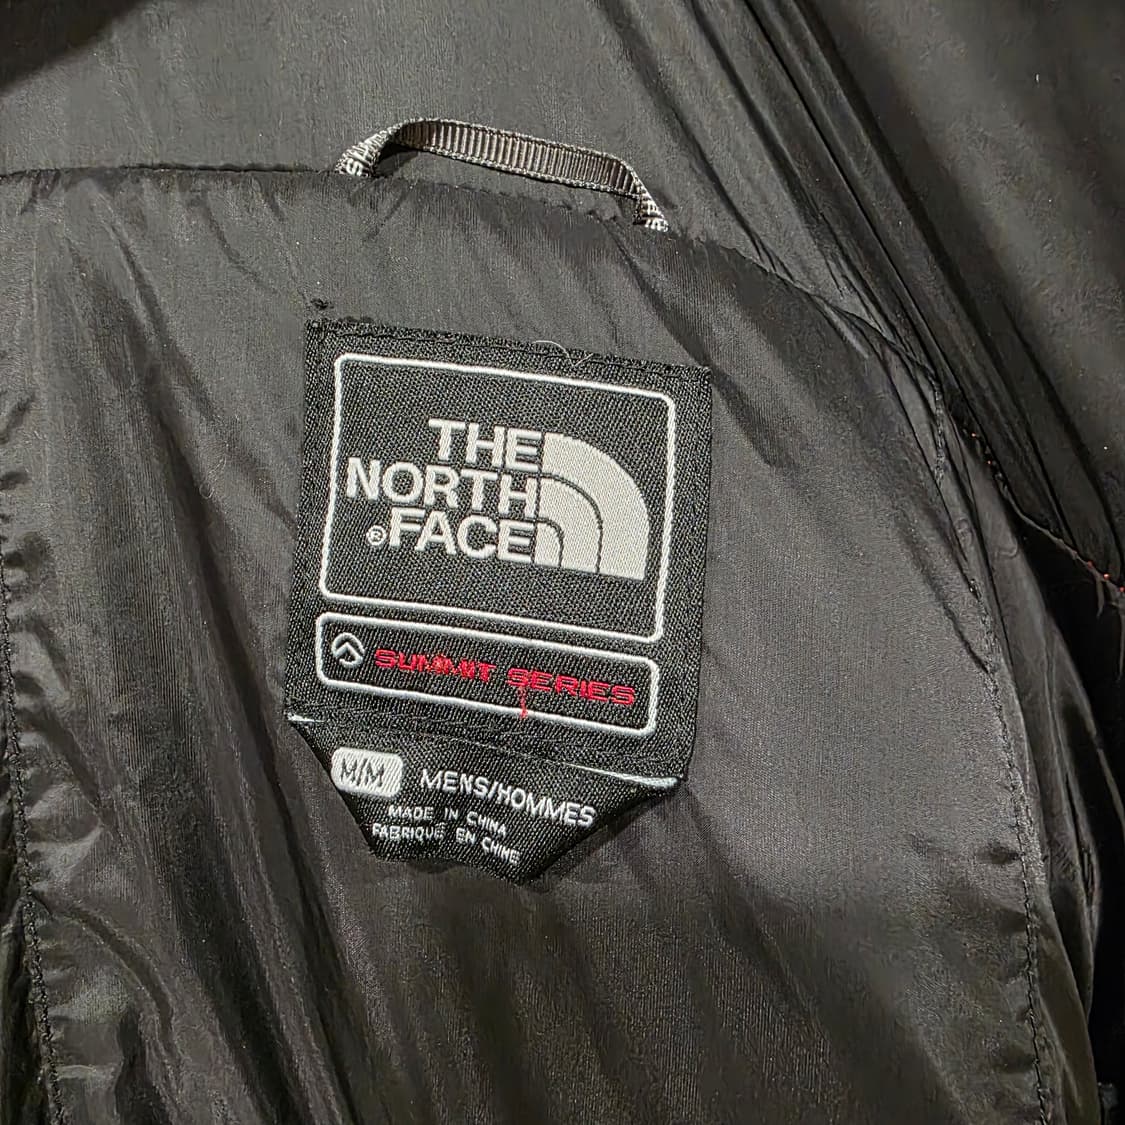 THE
NORTH
®FACE
SUMMIT SERIES
M/M MENS/HOMMES
MADE IN CHINA
FABRIQUÉ EN CHINE